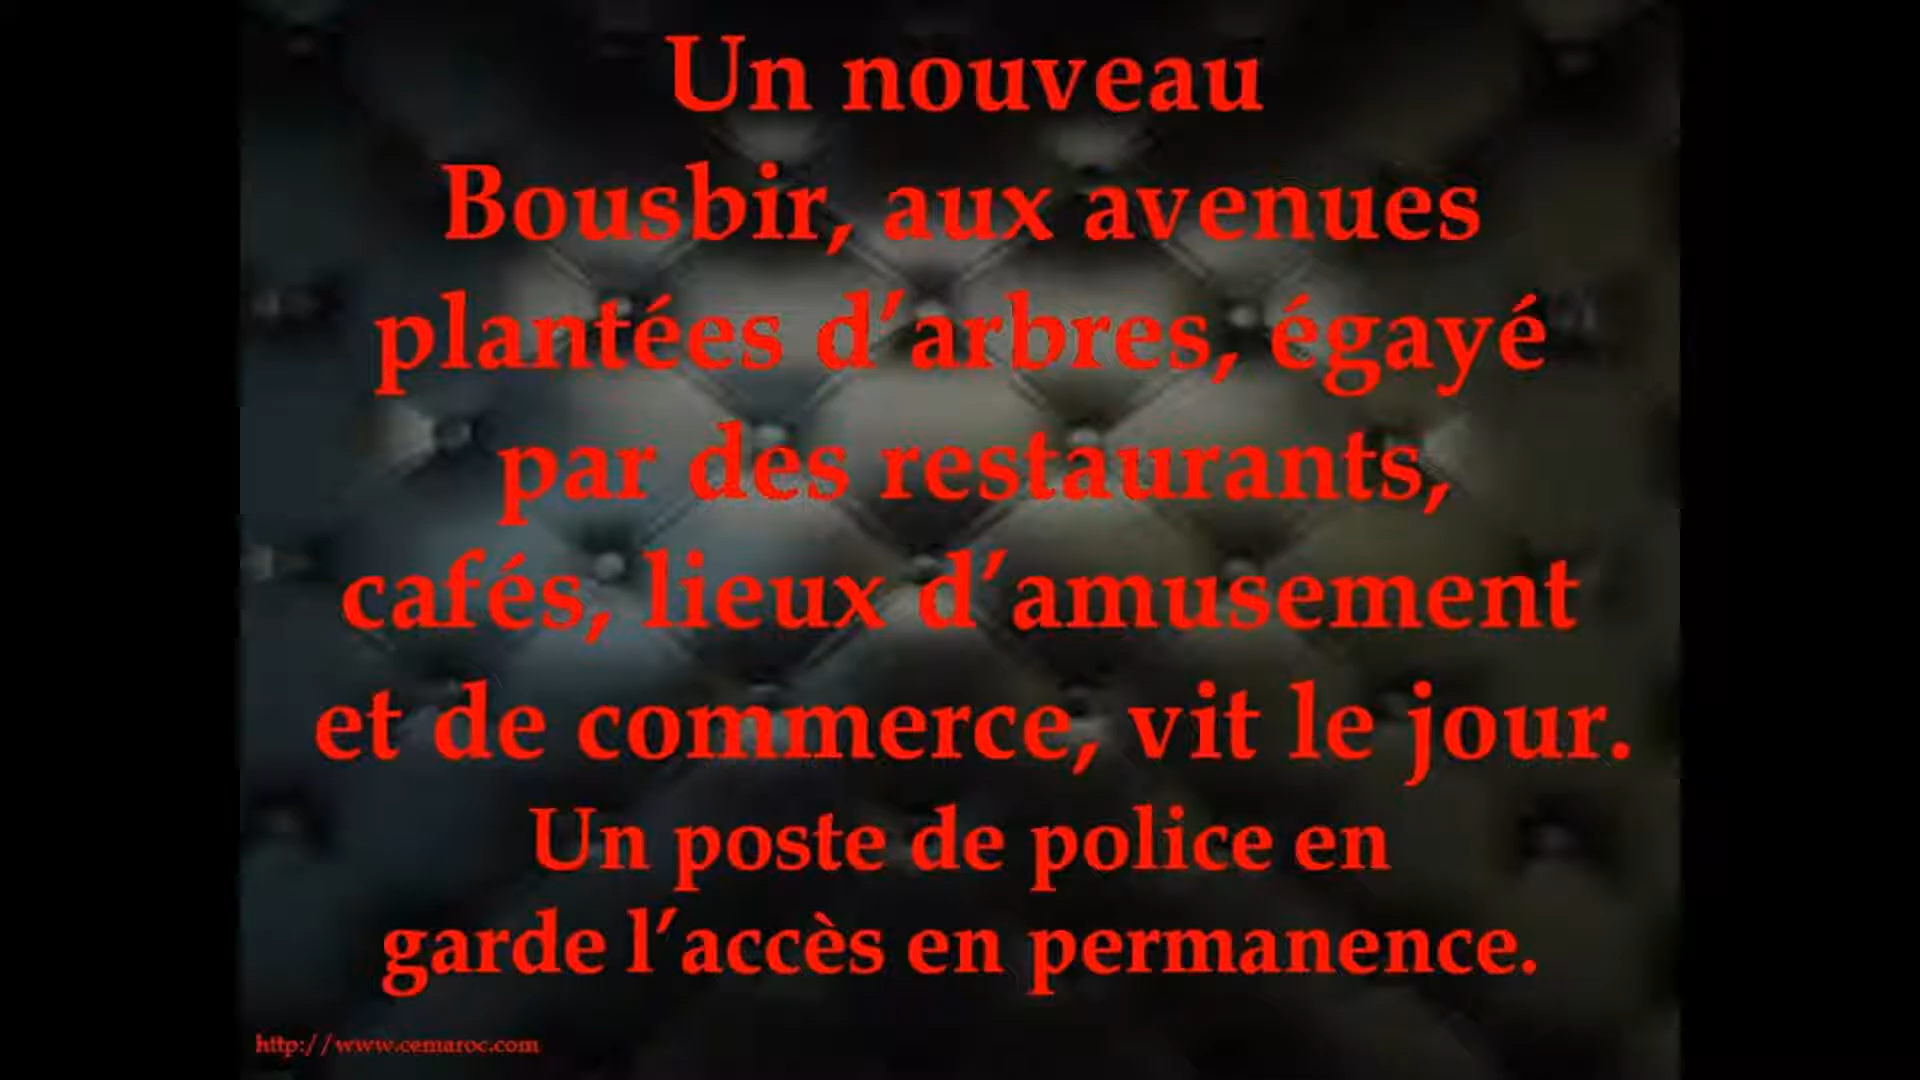 Un nouveau
Bousbir, aux avenues
plantées d’arbres, égayé
par des restaurants,
cafés, lieux d’amusement
et de commerce, vit le jour.
Un poste de police en
garde l’accès en permanence.
http://www.cemaroc.com